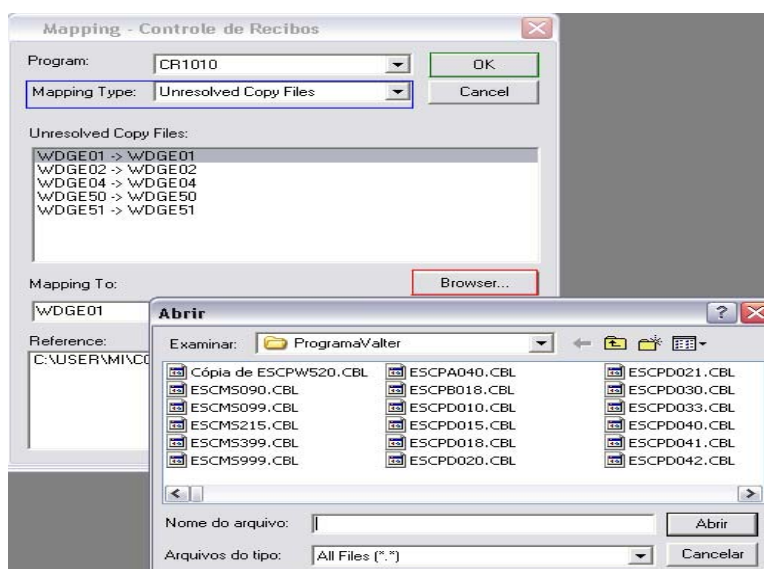 Mapping - Controle de Recibos
Program: CR1010 OK
Mapping Type: Unresolved Copy Files Cancel
Unresolved Copy Files:
WDGE01 -> WDGE01
WDGE02 -> WDGE02
WDGE04 -> WDGE04
WDGE50 -> WDGE50
WDGE51 -> WDGE51
Mapping To: Browser...
WDGE01
Reference:
C:\USER\MI\CO
Abrir
Examinar: ProgramaValter
Cópia de ESCPW520.CBL ESCPA040.CBL ESCPD021.CBL
ESCMS090.CBL ESCPB018.CBL ESCPD030.CBL
ESCMS099.CBL ESCPD010.CBL ESCPD033.CBL
ESCMS215.CBL ESCPD015.CBL ESCPD040.CBL
ESCMS399.CBL ESCPD018.CBL ESCPD041.CBL
ESCMS999.CBL ESCPD020.CBL ESCPD042.CBL
Nome do arquivo: Abrir
Arquivos do tipo: All Files (*.*) Cancelar